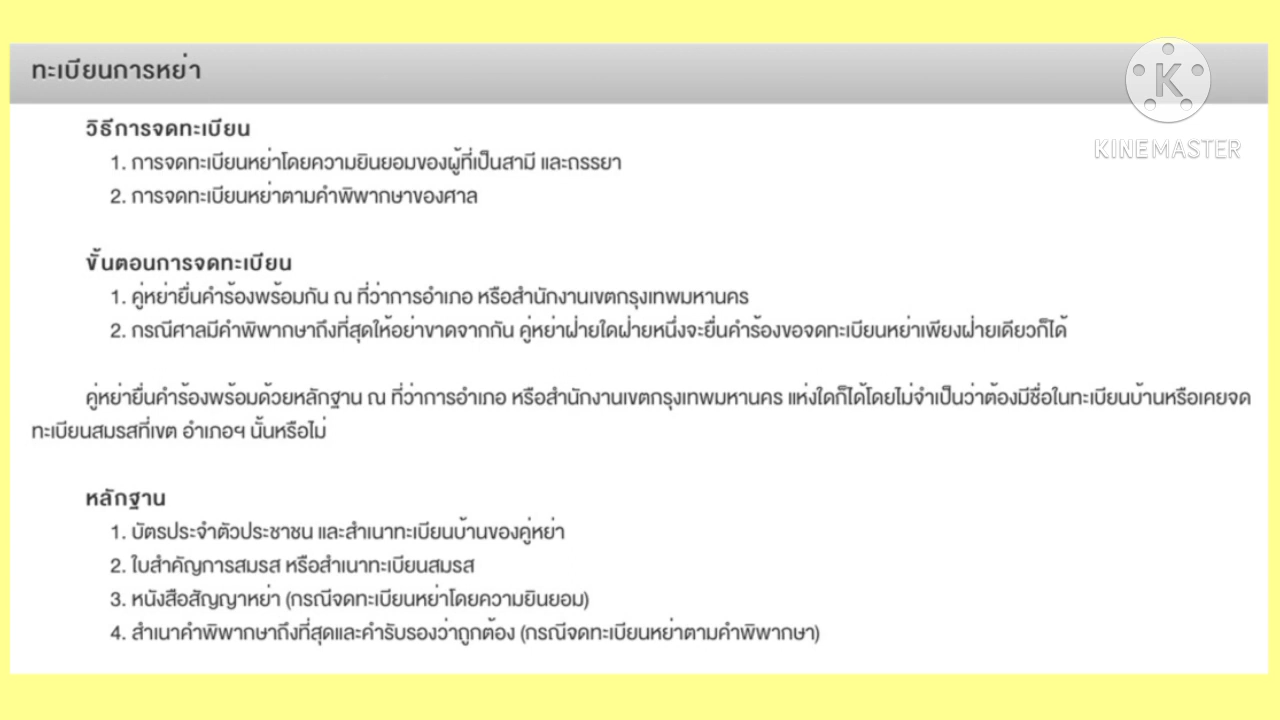 ทะเบียนการหย่า
K
KINEMASTER
วิธีการจดทะเบียน
1. การจดทะเบียนหย่าโดยความยินยอมของผู้ที่เป็นสามี และถรรยา
2. การจดทะเบียนหย่าตามคำพิพากษาของศาล
ขั้นตอนการจดทะเบียน
1. คู่หย่ายื่นคำร้องพร้อมกัน ณ ที่ว่าการอำเภอ หรือสำนักงานเขตกรุงเทพมหานคร
2. กรณีศาลมีคำพิพากษาถึงที่สุดให้อย่าขาดจากกัน คู่หย่าฝ่ายใดฝ่ายหนึ่งจะยื่นคำร้องขอจดทะเบียนหย่าเพียงฝ่ายเดียวก็ได้
คู่หย่ายื่นคำร้องพร้อมด้วยหลักฐาน ณ ที่ว่าการอำเภอ หรือสำนักงานเขตกรุงเทพมหานคร แห่งใดก็ได้โดยไม่จำเป็นว่าต้องมีชื่อในทะเบียนบ้านหรือเคยจด
ทะเบียนสมรสที่เขต อำเภอฯ นั้นหรือไม่
หลักฐาน
1. บัตรประจำตัวประชาชน และสำเนาทะเบียนบ้านของคู่หย่า
2. ใบสำคัญการสมรส หรือสำเนาทะเบียนสมรส
3. หนังสือสัญญาหย่า (กรณีจดทะเบียนหย่าโดยความยินยอม)
4. สำเนาคำพิพากษาถึงที่สุดและคำรับรองว่าถูกต้อง (กรณีจดทะเบียนหย่าตามคำพิพากษา)